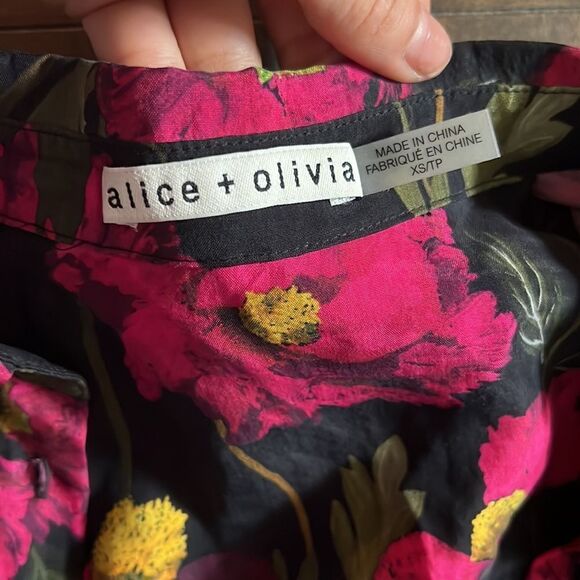 alice + olivia
MADE IN CHINA
FABRIQUÉ EN CHINE
XS/TP